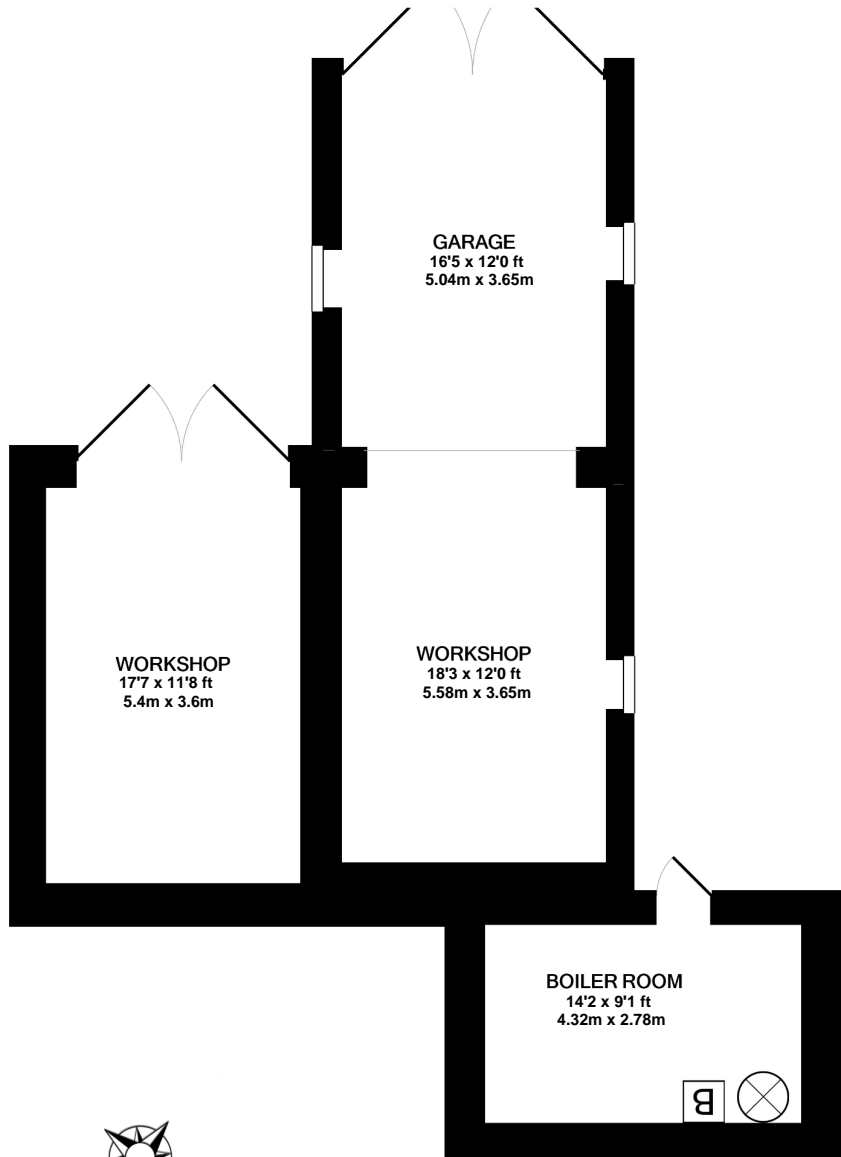 GARAGE
16'5 x 12'0 ft
5.04m x 3.65m
WORKSHOP
17'7 x 11'8 ft
5.4m x 3.6m
WORKSHOP
18'3 x 12'0 ft
5.58m x 3.65m
BOILER ROOM
14'2 x 9'1 ft
4.32m x 2.78m
B